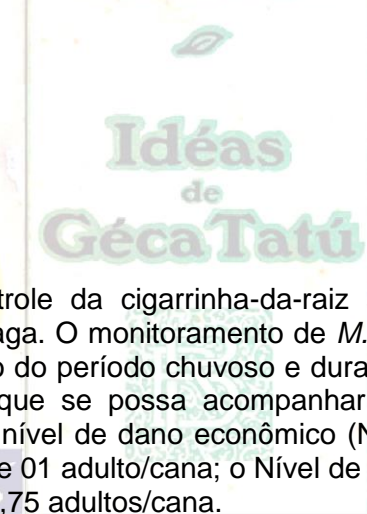 Idéas
de
Géca Tatú
trole da cigarrinha-da-raiz
aga. O monitoramento de M.
o do período chuvoso e dura
que se possa acompanhar
nível de dano econômico (N
e 01 adulto/cana; o Nível de
,75 adultos/cana.